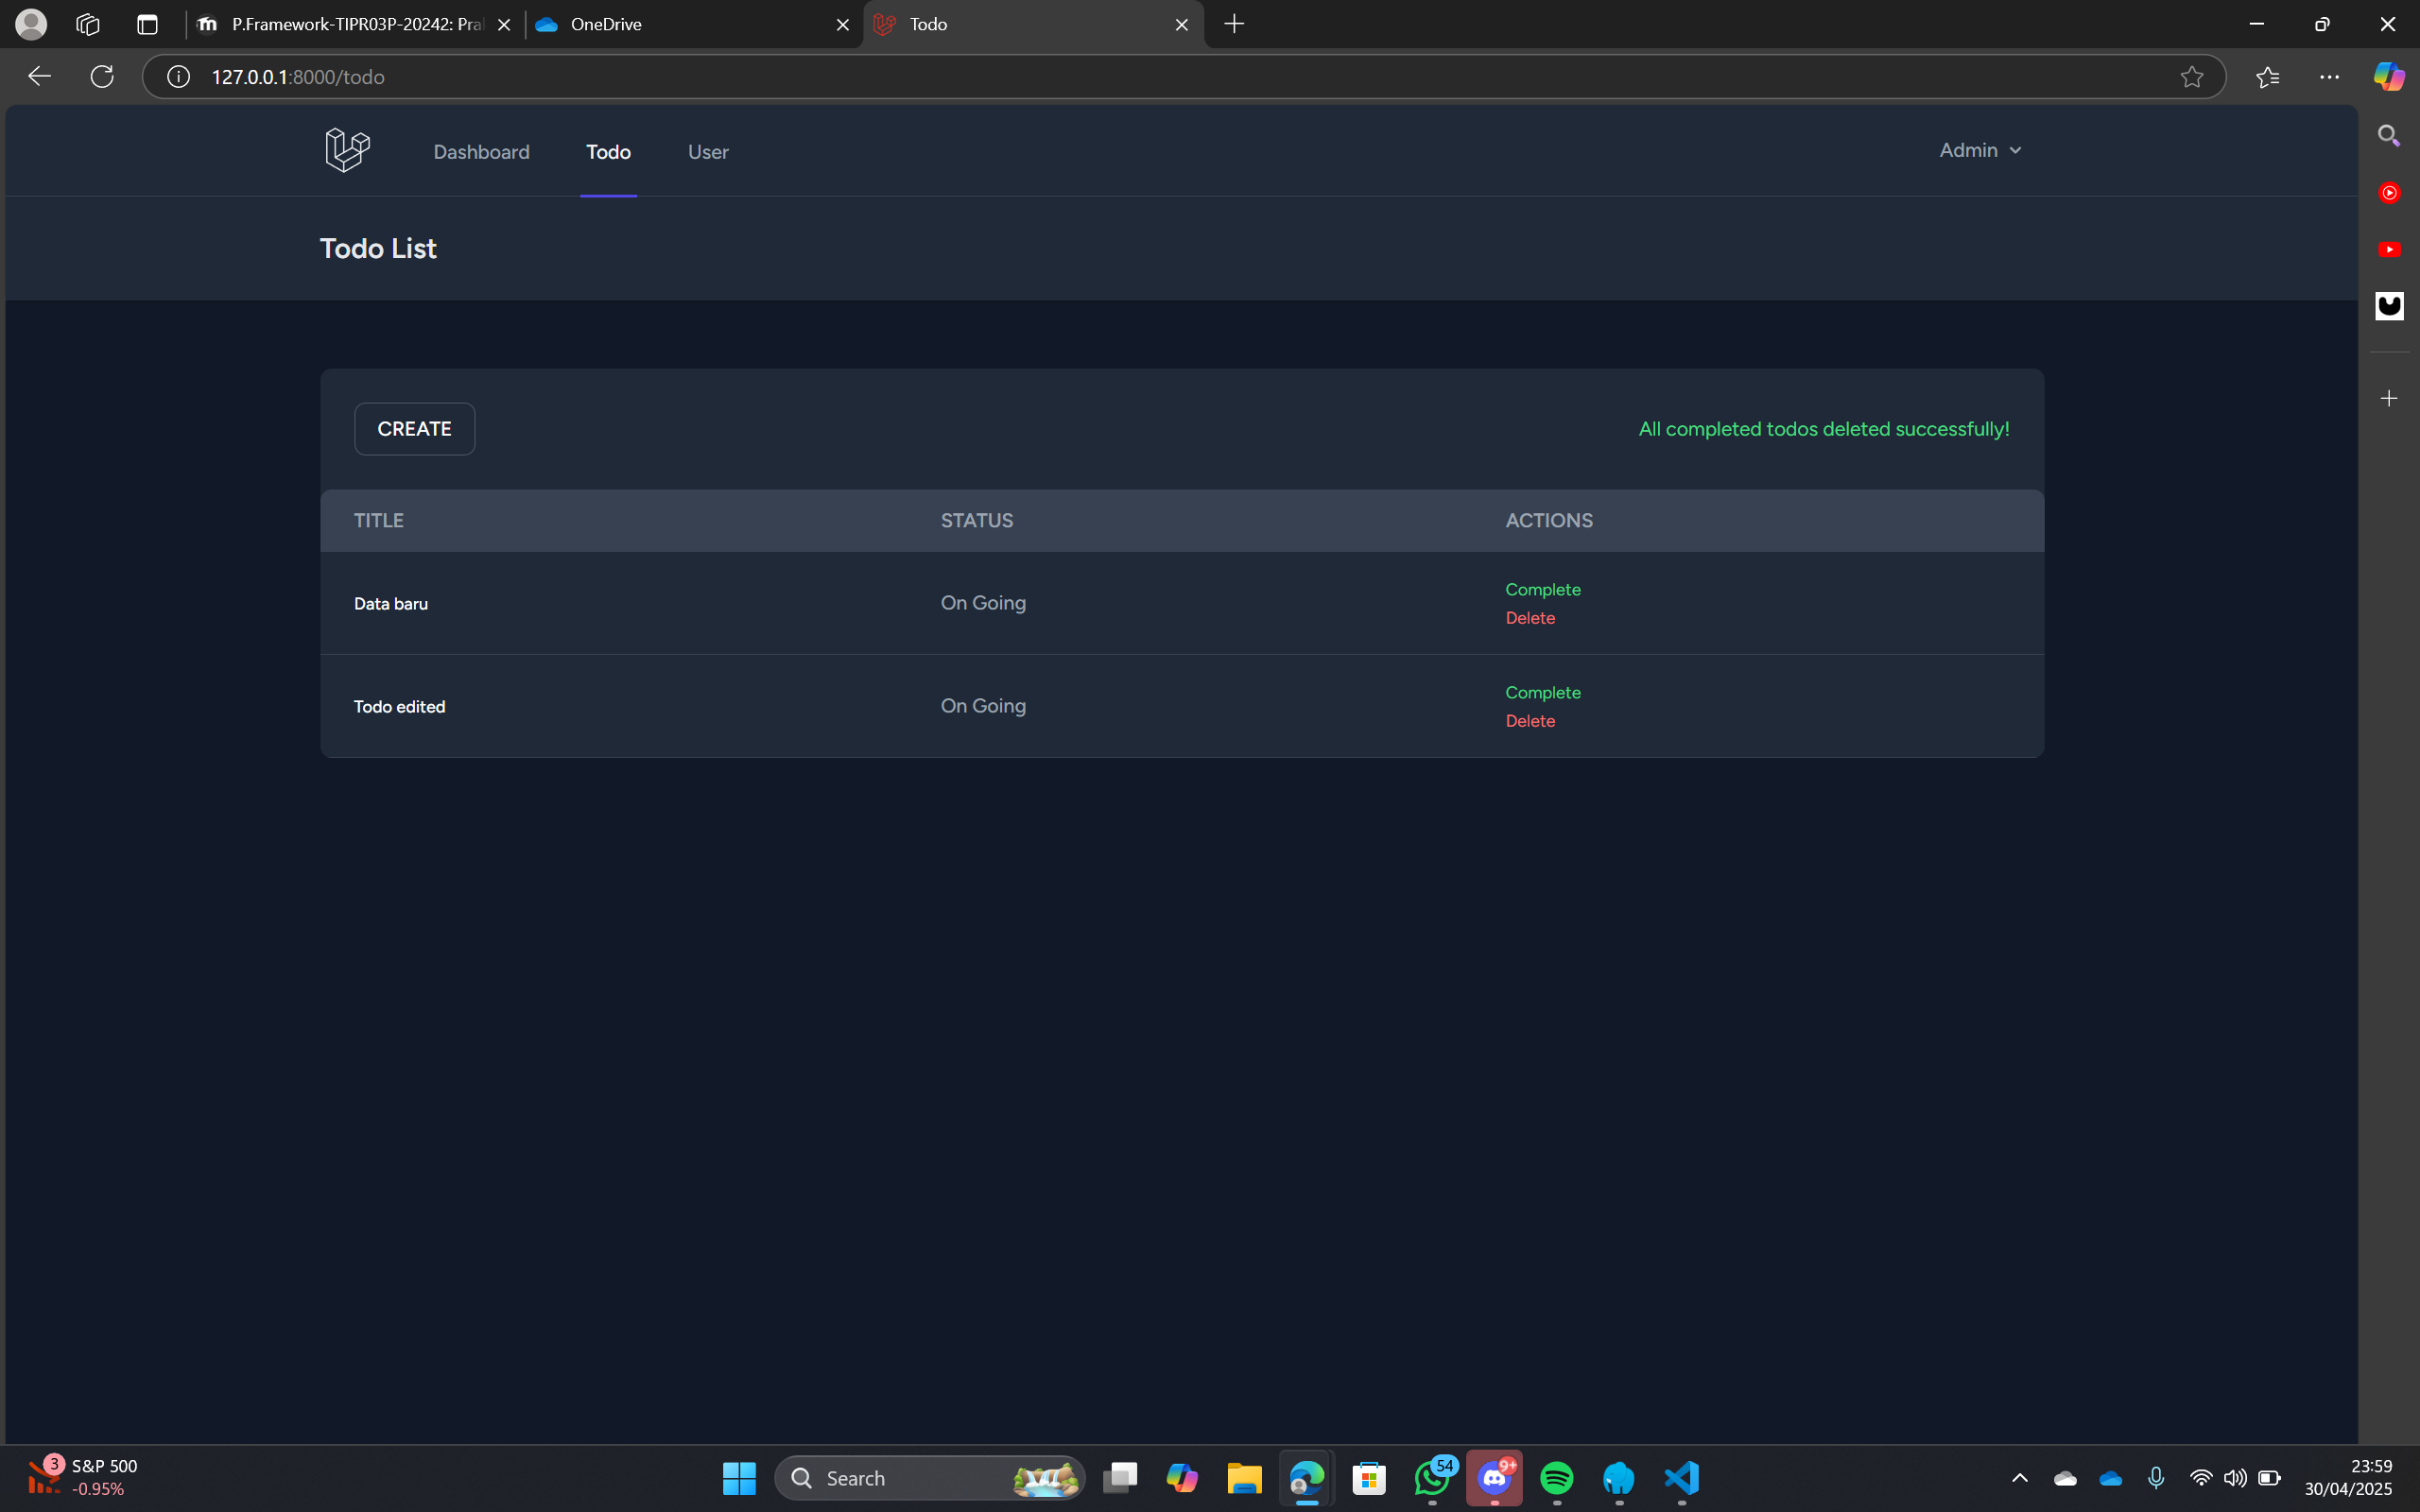 P.Framework-TIPR03P-20242: Pra
OneDrive
Todo
127.0.0.1:8000/todo
Dashboard
Todo
User
Admin
Todo List
CREATE
All completed todos deleted successfully!
TITLE
STATUS
ACTIONS
Data baru
On Going
Complete
Delete
Todo edited
On Going
Complete
Delete
3
S&P 500
-0.95%
Search
54
9+
23:59
30/04/2025